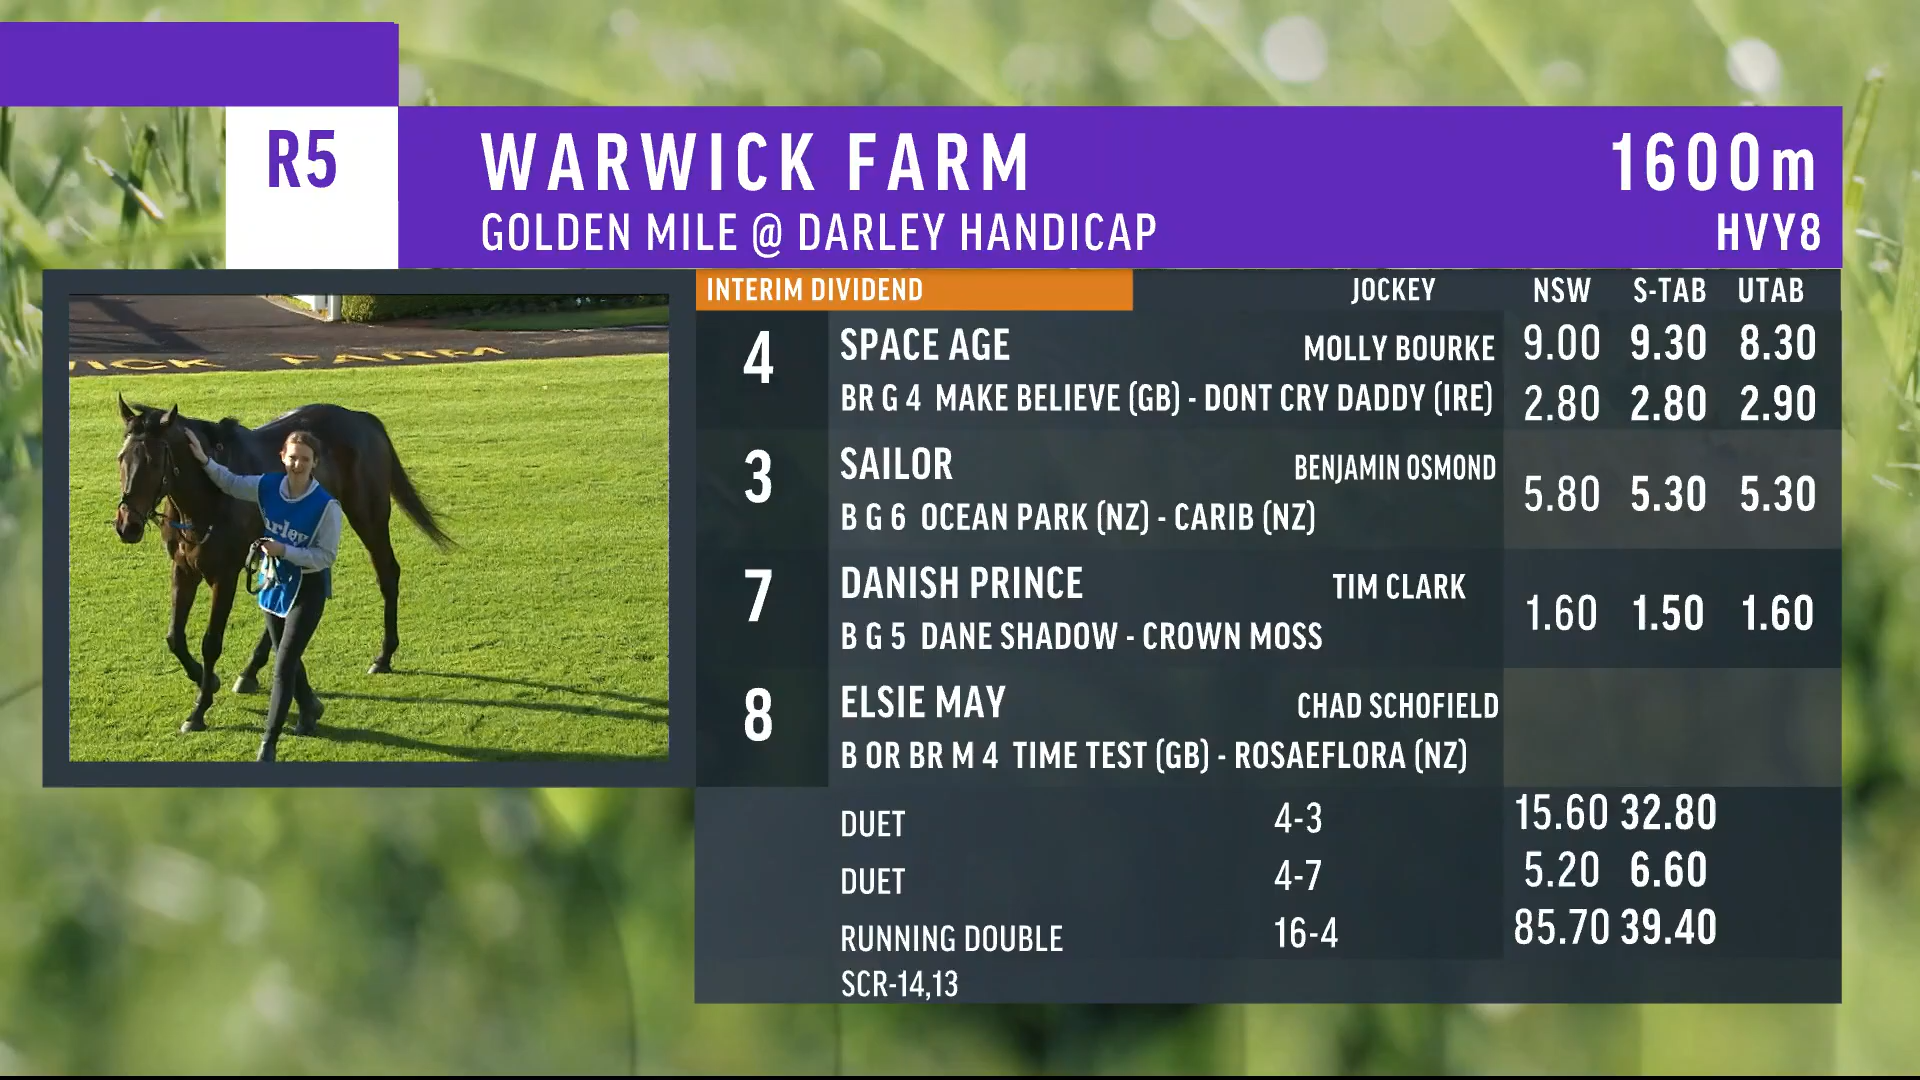 R5
WARWICK FARM
1600m
GOLDEN MILE @ DARLEY HANDICAP
HVY8
INTERIM DIVIDEND JOCKEY NSW S-TAB UTAB
4 SPACE AGE MOLLY BOURKE 9.00 9.30 8.30
BR G 4 MAKE BELIEVE (GB) - DONT CRY DADDY (IRE) 2.80 2.80 2.90
3 SAILOR BENJAMIN OSMOND 5.80 5.30 5.30
B G 6 OCEAN PARK (NZ) - CARIB (NZ)
7 DANISH PRINCE TIM CLARK 1.60 1.50 1.60
B G 5 DANE SHADOW - CROWN MOSS
8 ELSIE MAY CHAD SCHOFIELD
B OR BR M 4 TIME TEST (GB) - ROSAEFLORA (NZ)
DUET 4-3 15.60 32.80
DUET 4-7 5.20 6.60
RUNNING DOUBLE 16-4 85.70 39.40
SCR-14,13
WICK FARM
arley